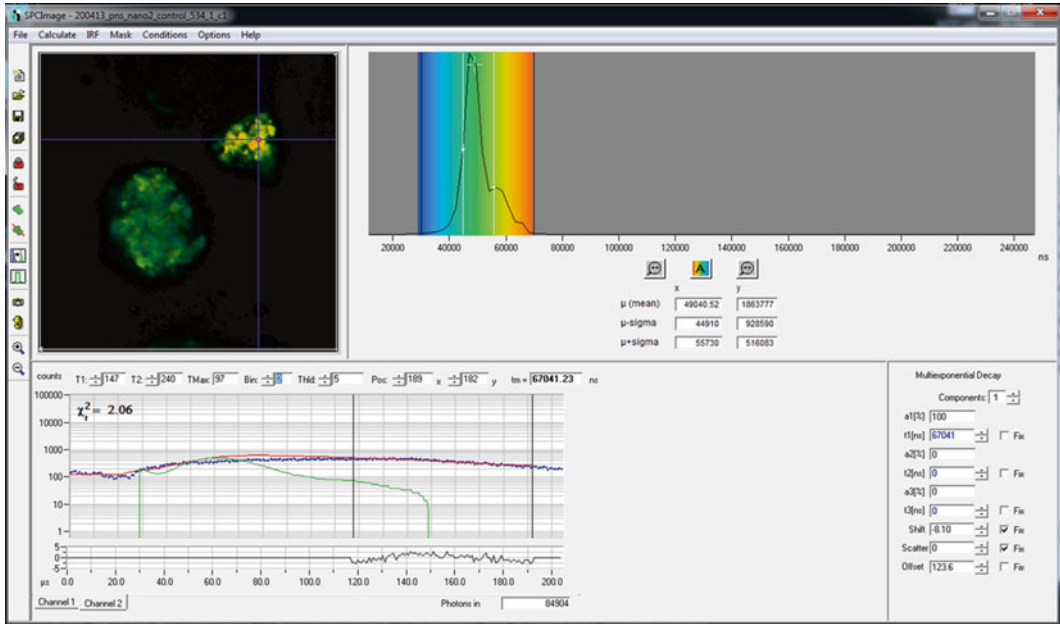 SPCImage - 200413_pns_nano2_control_534_1_c1
File Calculate IRF Mask Conditions Options Help
20000 40000 60000 80000 100000 120000 140000 160000 180000 200000 220000 240000
ns
A
x y
µ (mean) 49040.52 1863777
µ-sigma 44910 928590
µ+sigma 55730 516083
counts T1: 147 T2: 240 TMax: 97 Bin: 6 Thld: 5 Pos: 189 x 182 y tm = 67041.23 ns
100000
10000
1000
100
10
1
χr² = 2.06
5
0
-5
µs 0.0 20.0 40.0 60.0 80.0 100.0 120.0 140.0 160.0 180.0 200.0
Channel 1 Channel 2
Photons in 84904
Multiexponential Decay
Components: 1
a1[%] 100
t1[ns] 67041 Fix
a2[%] 0
t2[ns] 0 Fix
a3[%] 0
t3[ns] 0 Fix
Shift -8.10 Fix
Scatter 0 Fix
Offset 123.6 Fix